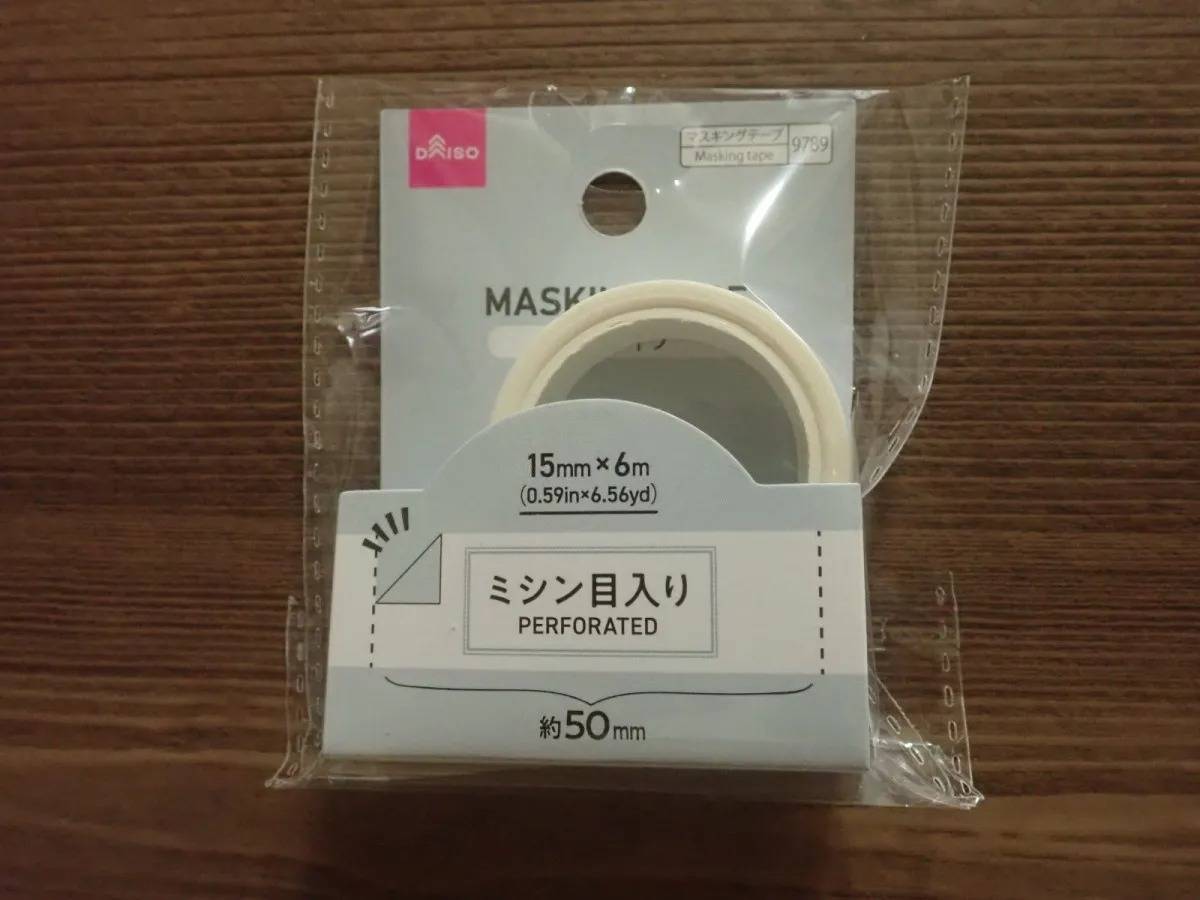 DAISO
マスキングテープ
Masking tape
9789
15mm×6m
(0.59in×6.56yd)
ミシン目入り
PERFORATED
約50mm